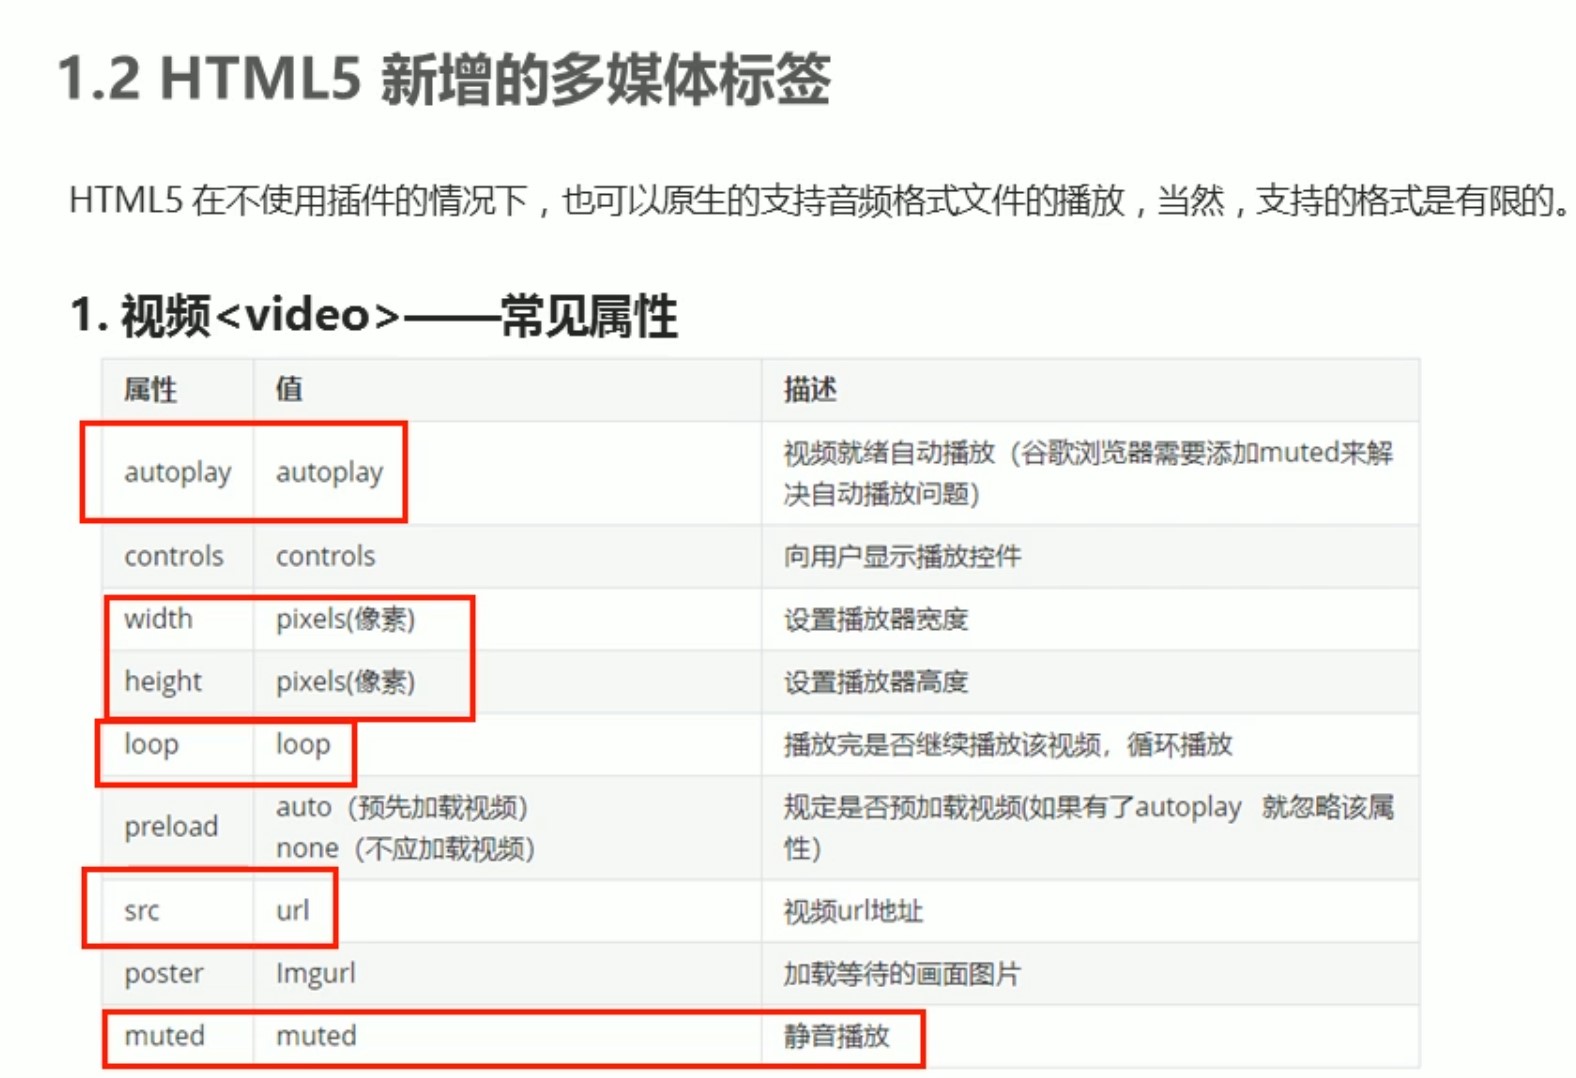 1.2 HTML5 新增的多媒体标签
HTML5 在不使用插件的情况下，也可以原生的支持音频格式文件的播放，当然，支持的格式是有限的。
1. 视频<video>——常见属性
属性 值 描述
autoplay autoplay 视频就绪自动播放（谷歌浏览器需要添加muted来解
决自动播放问题）
controls controls 向用户显示播放控件
width pixels(像素) 设置播放器宽度
height pixels(像素) 设置播放器高度
loop loop 播放完是否继续播放该视频，循环播放
preload auto（预先加载视频）
none（不应加载视频） 规定是否预加载视频(如果有了autoplay 就忽略该属
性）
src url 视频url地址
poster Imgurl 加载等待的画面图片
muted muted 静音播放